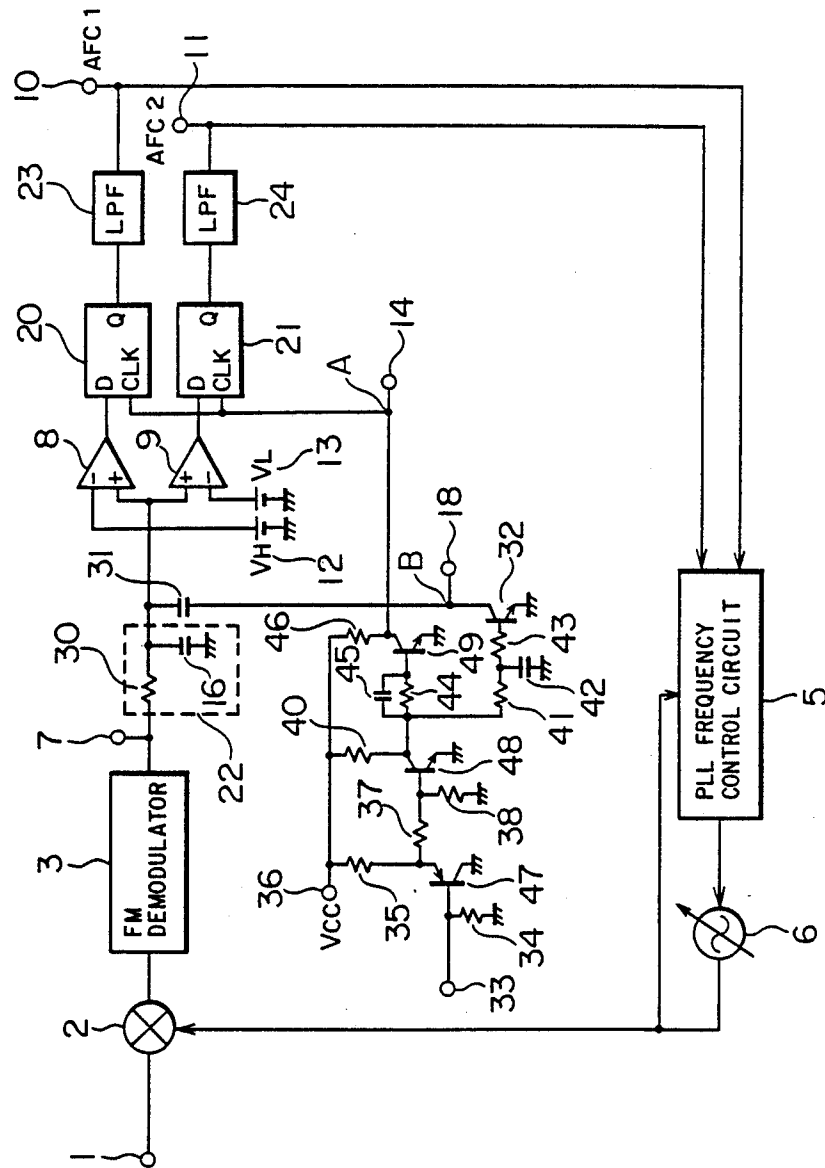 1
2
3
FM
DEMODULATOR
7
22
30
16
31
VH
12
VL
13
8
9
20
D
Q
CLK
21
D
Q
CLK
23
LPF
24
LPF
10
AFC 1
11
AFC 2
A
14
B
18
32
33
34
35
36
VCC
37
38
40
41
42
43
44
45
46
47
48
49
PLL FREQUENCY
CONTROL CIRCUIT
5
6